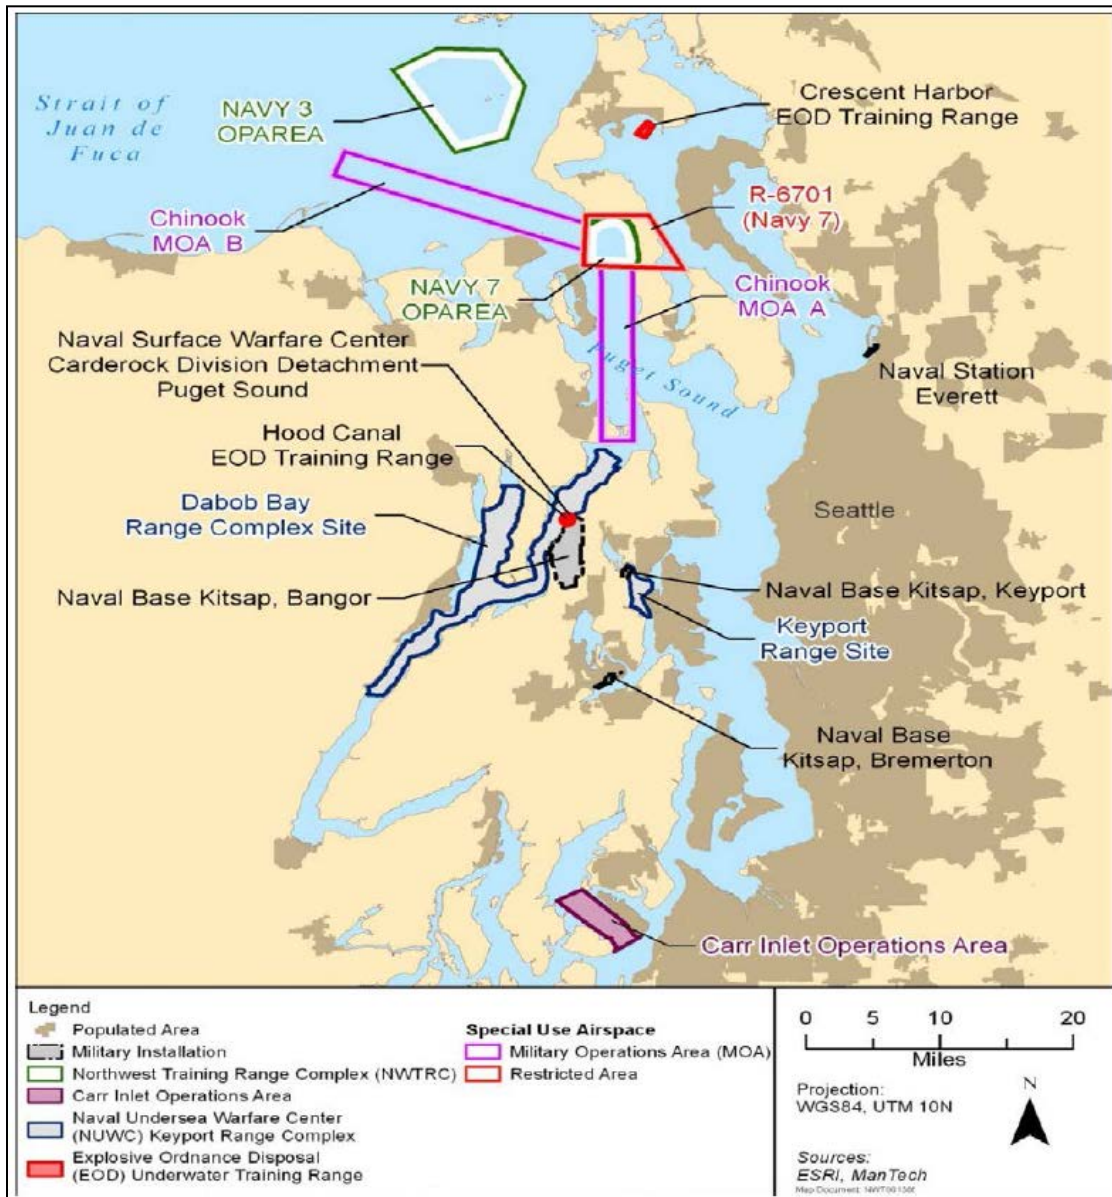 Strait of
Juan de
Fuca
NAVY 3
OPAREA
Crescent Harbor
EOD Training Range
Chinook
MOA B
R-6701
(Navy 7)
NAVY 7
OPAREA
Chinook
MOA A
Naval Surface Warfare Center
Carderock Division Detachment
Puget Sound
Puget Sound
Naval Station
Everett
Hood Canal
EOD Training Range
Dabob Bay
Range Complex Site
Seattle
Naval Base Kitsap, Bangor
Naval Base Kitsap, Keyport
Keyport
Range Site
Naval Base
Kitsap, Bremerton
Carr Inlet Operations Area
Legend
Populated Area
Military Installation
Northwest Training Range Complex (NWTRC)
Carr Inlet Operations Area
Naval Undersea Warfare Center
(NUWC) Keyport Range Complex
Explosive Ordnance Disposal
(EOD) Underwater Training Range
Special Use Airspace
Military Operations Area (MOA)
Restricted Area
0 5 10 20
Miles
Projection:
WGS84, UTM 10N
N
Sources:
ESRI, ManTech
Map Document: